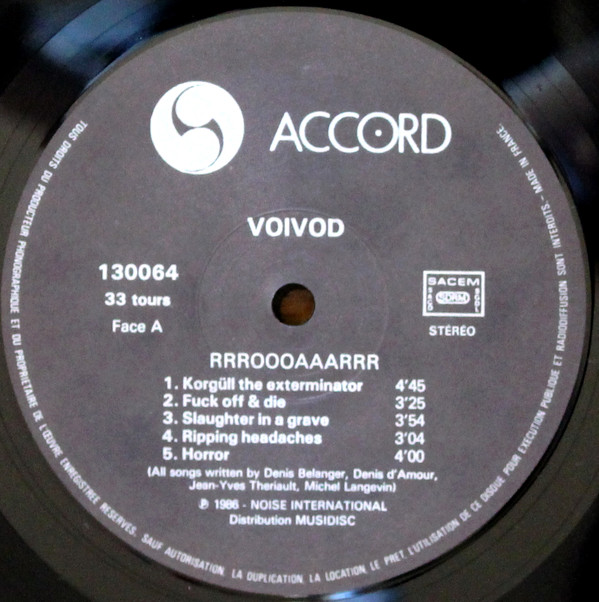 ACCORD
VOIVOD
130064
33 tours
Face A
SACEM
SACD
SDRM
SGDL
STÉRÉO
RRROOOAAARRR
1. Korgüll the exterminator 4'45
2. Fuck off & die 3'25
3. Slaughter in a grave 3'54
4. Ripping headaches 3'04
5. Horror 4'00
(All songs written by Denis Belanger, Denis d'Amour,
Jean-Yves Theriault, Michel Langevin)
℗ 1986 - NOISE INTERNATIONAL
Distribution MUSIDISC
TOUS DROITS DU PRODUCTEUR PHONOGRAPHIQUE ET DU PROPRIETAIRE DE L'ŒUVRE ENREGISTREE RESERVES. SAUF AUTORISATION, LA DUPLICATION, LA LOCATION, LE PRET, L'UTILISATION DE CE DISQUE POUR EXECUTION PUBLIQUE ET RADIODIFFUSION SONT INTERDITS - MADE IN FRANCE.